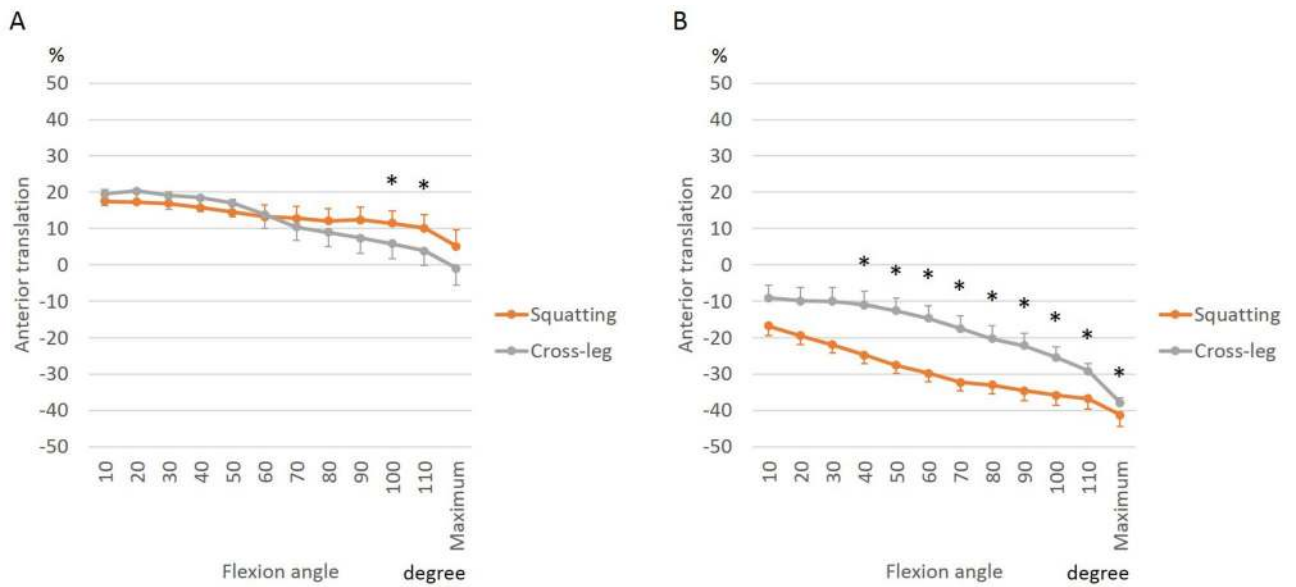 A
%
50
40
30
20
10
0
-10
-20
-30
-40
-50
Anterior translation
* *
10 20 30 40 50 60 70 80 90 100 110 Maximum
Flexion angle degree
Squatting
Cross-leg
B
%
50
40
30
20
10
0
-10
-20
-30
-40
-50
Anterior translation
* * * * * * * * *
10 20 30 40 50 60 70 80 90 100 110 Maximum
Flexion angle degree
Squatting
Cross-leg